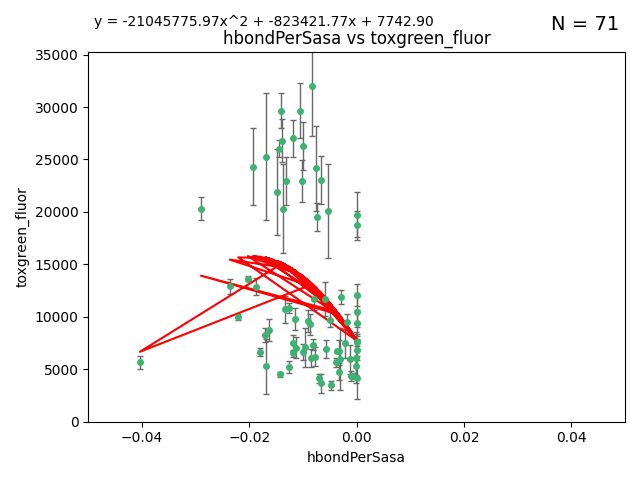 y = -21045775.97x^2 + -823421.77x + 7742.90
N = 71
hbondPerSasa vs toxgreen_fluor
35000
30000
25000
20000
15000
10000
5000
0
toxgreen_fluor
−0.04
−0.02
0.00
0.02
0.04
hbondPerSasa